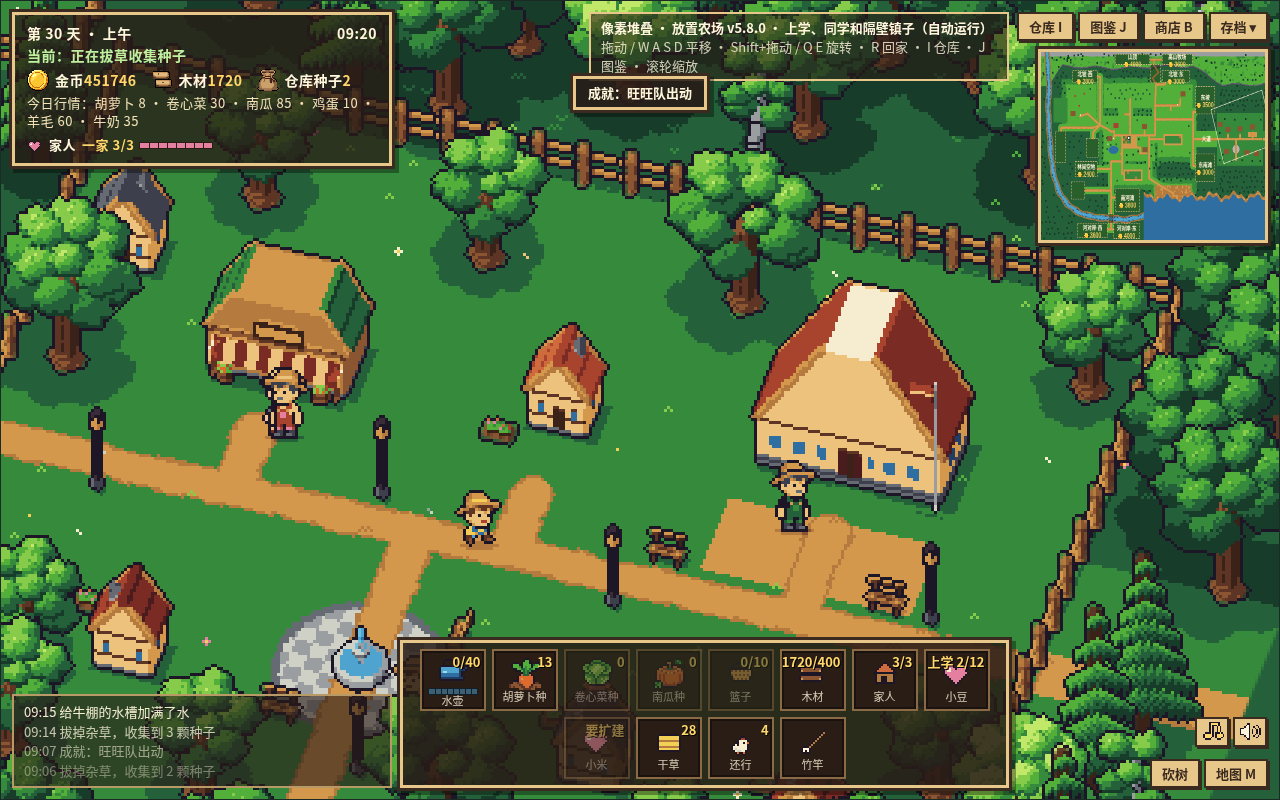 第 30 天 · 上午 09:20
当前: 正在拔草收集种子
金币451746 木材1720 仓库种子2
今日行情: 胡萝卜 8 · 卷心菜 30 · 南瓜 85 · 鸡蛋 10 ·
羊毛 60 · 牛奶 35
家人 一家 3/3
像素堆叠 · 放置农场 v5.8.0 · 上学、同学和隔壁镇子（自动运行）
拖动 / W A S D 平移 · Shift+拖动 / Q E 旋转 · R 回家 · I 仓库 · J
图鉴 · 滚轮缩放
成就: 旺旺队出动
仓库 I
图鉴 J
商店 B
存档 ▾
09:15 给牛棚的水槽加满了水
09:14 拔掉杂草，收集到 3 颗种子
09:07 成就: 旺旺队出动
09:06 拔掉杂草，收集到 2 颗种子
0/40
水壶
13
胡萝卜种
0
卷心菜种
0
南瓜种
0/10
篮子
1720/400
木材
3/3
家人
上学 2/12
小豆
要扩建
小米
28
干草
4
还行
竹竿
砍树
地图 M